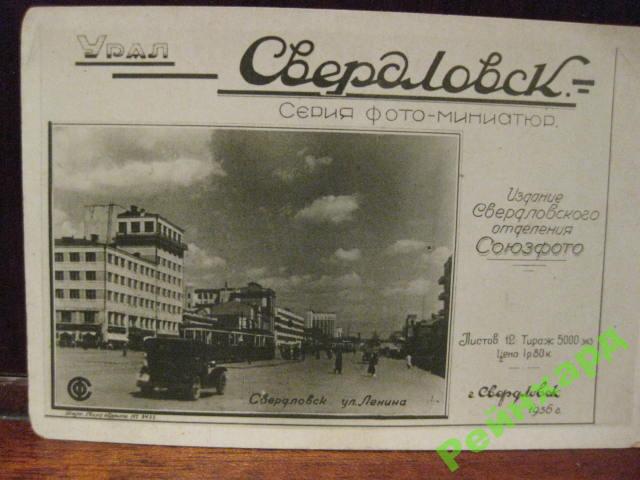 Урал
Свердловск.
Серия фото-миниатюр.
Издание
Свердловского
отделения
Союзфото
Листов 12 Тираж 5000 экз
Цена 1р 80к
г. Свердловск
1936 г.
Свердловск ул. Ленина
Рейнгард